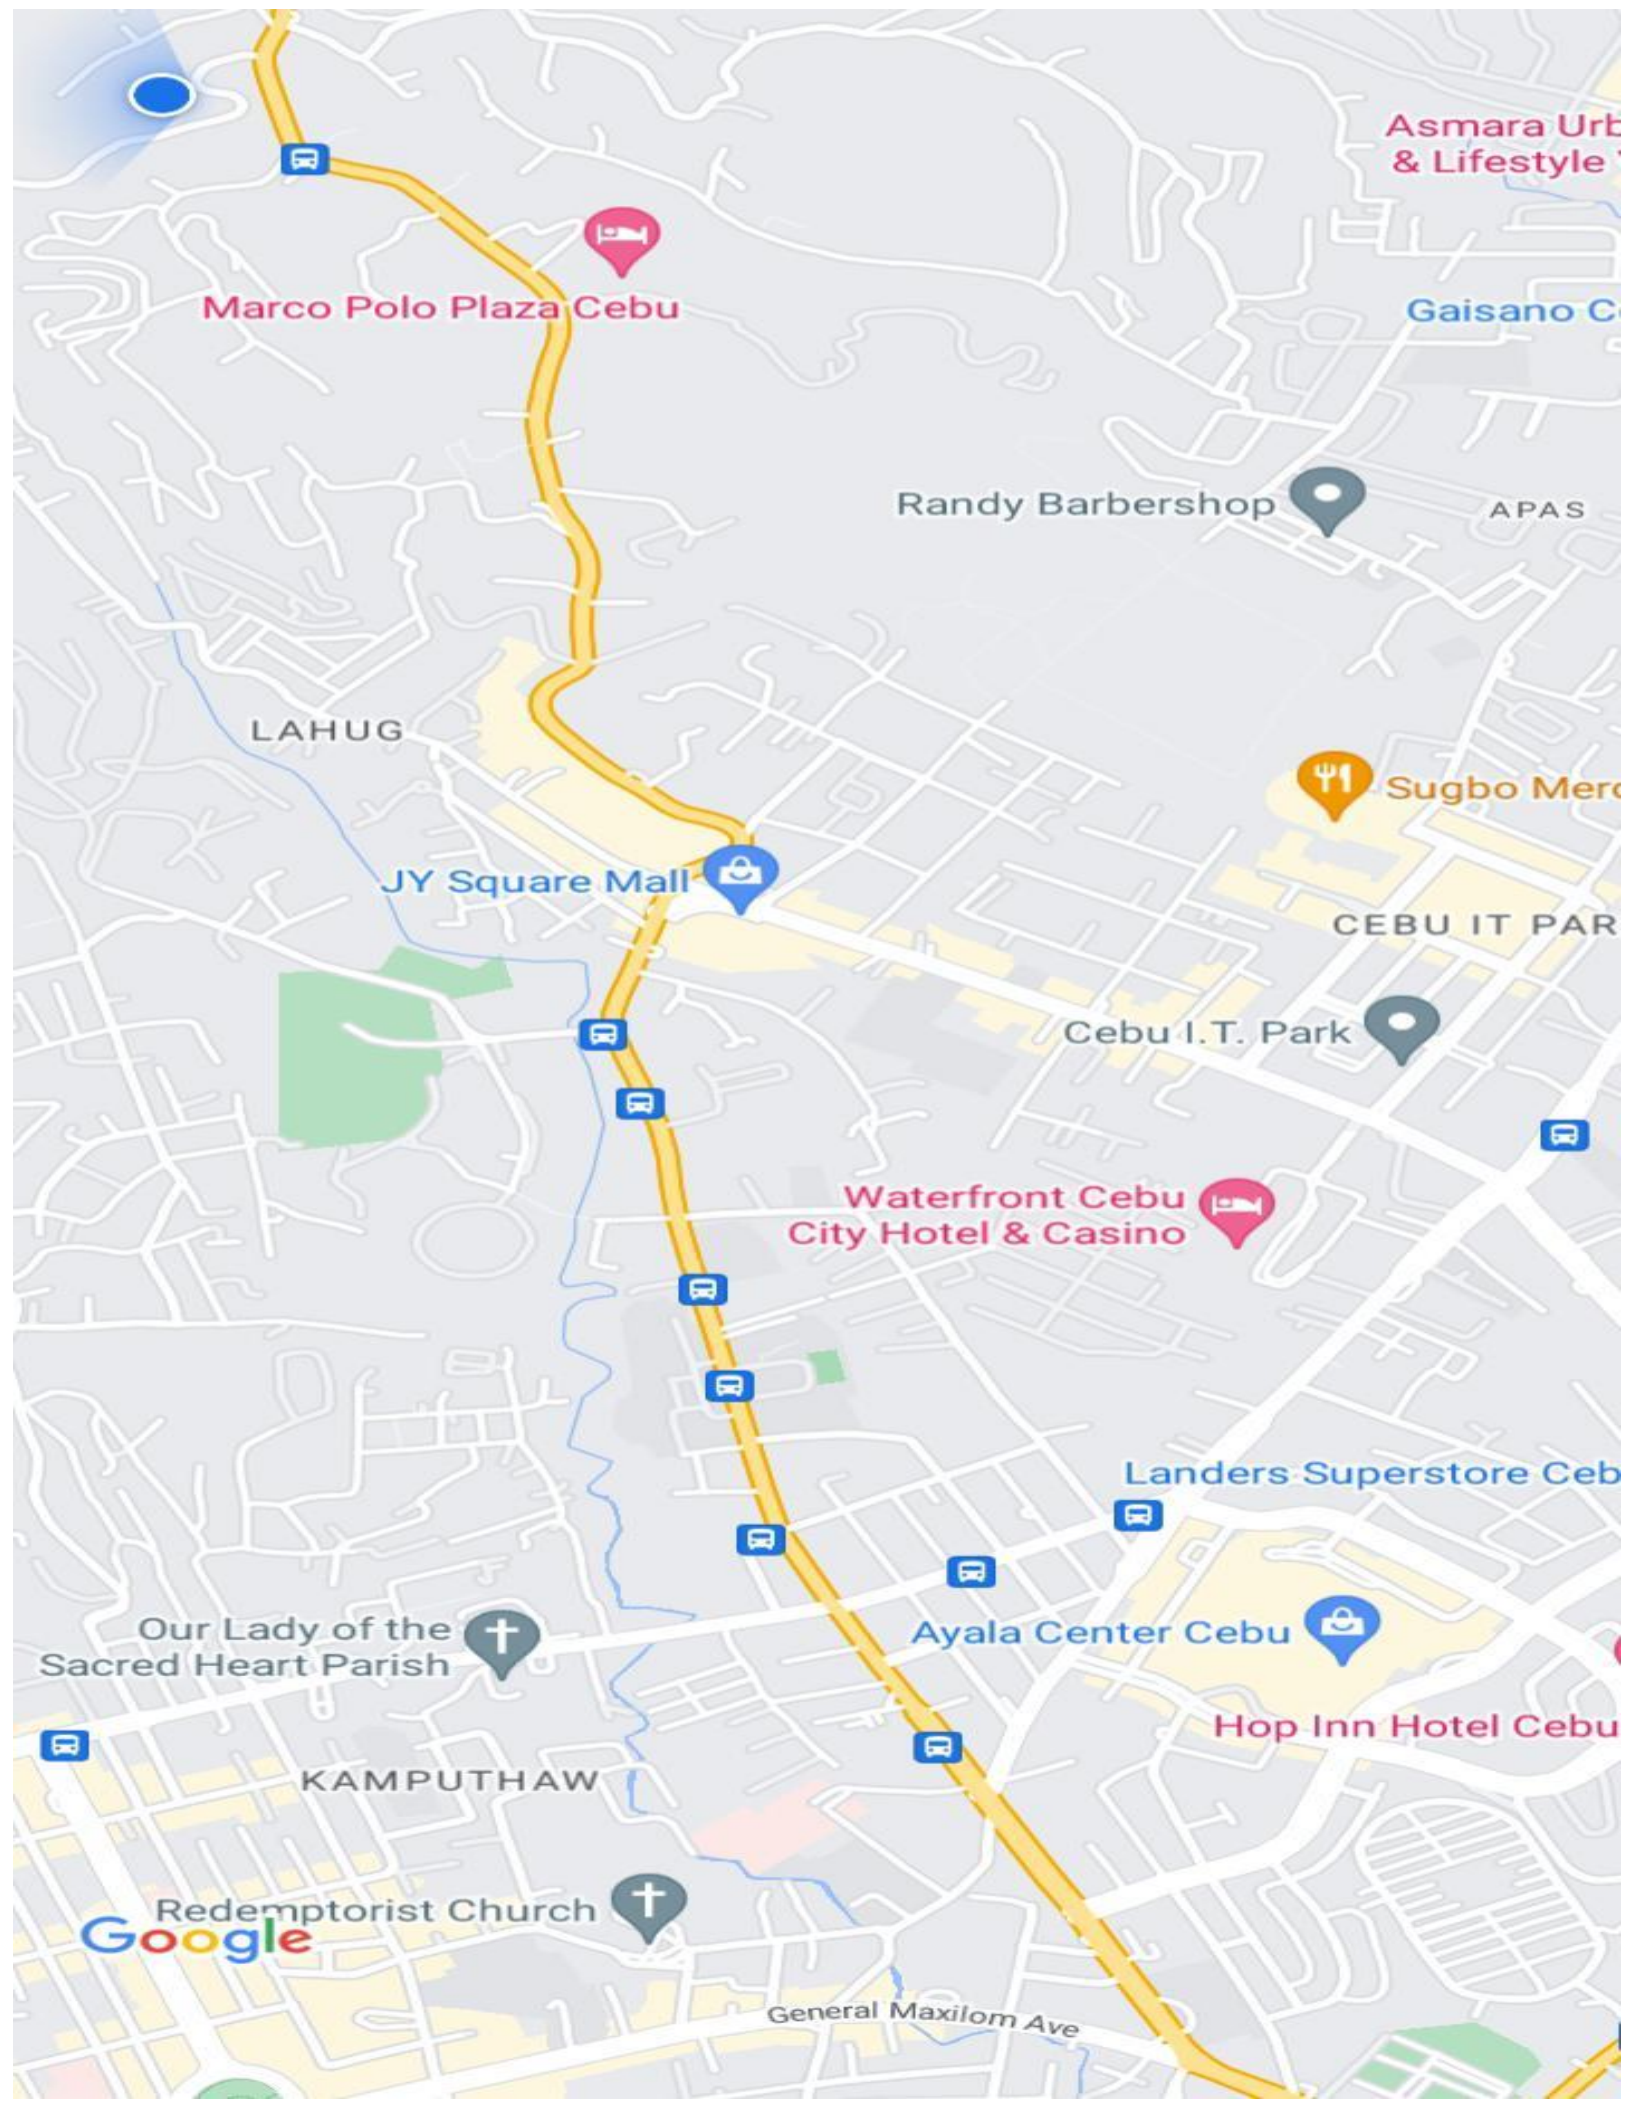 Asmara Urb
& Lifestyle
Marco Polo Plaza Cebu
Gaisano C
Randy Barbershop
APAS
LAHUG
Sugbo Merc
JY Square Mall
CEBU IT PAR
Cebu I.T. Park
Waterfront Cebu
City Hotel & Casino
Landers Superstore Ceb
Our Lady of the
Sacred Heart Parish
Ayala Center Cebu
Hop Inn Hotel Cebu
KAMPUTHAW
Redemptorist Church
Google
General Maxilom Ave